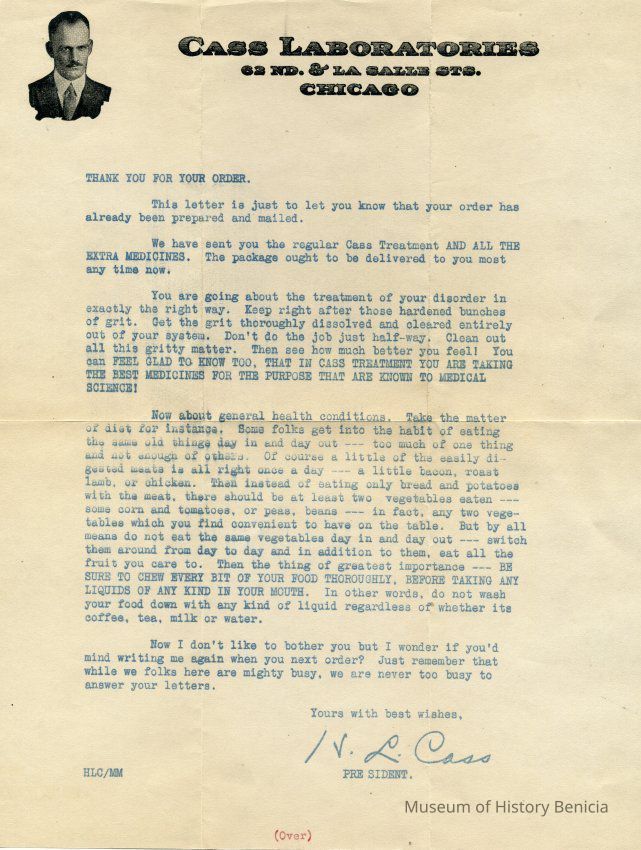 CASS LABORATORIES
62 ND. & LA SALLE STS.
CHICAGO
THANK YOU FOR YOUR ORDER.
This letter is just to let you know that your order has
already been prepared and mailed.
We have sent you the regular Cass Treatment AND ALL THE
EXTRA MEDICINES. The package ought to be delivered to you most
any time now.
You are going about the treatment of your disorder in
exactly the right way. Keep right after those hardened bunches
of grit. Get the grit thoroughly dissolved and cleared entirely
out of your system. Don't do the job just half-way. Clean out
all this gritty matter. Then see how much better you feel! You
can FEEL GLAD TO KNOW TOO, THAT IN CASS TREATMENT YOU ARE TAKING
THE BEST MEDICINES FOR THE PURPOSE THAT ARE KNOWN TO MEDICAL
SCIENCE!
Now about general health conditions. Take the matter
of diet for instance. Some folks get into the habit of eating
the same old things day in and day out --- too much of one thing
and not enough of others. Of course a little of the easily di-
gested meats is all right once a day --- a little bacon, roast
lamb, or chicken. Then instead of eating only bread and potatoes
with the meat, there should be at least two vegetables eaten ---
some corn and tomatoes, or peas, beans --- in fact, any two vege-
tables which you find convenient to have on the table. But by all
means do not eat the same vegetables day in and day out --- switch
them around from day to day and in addition to them, eat all the
fruit you care to. Then the thing of greatest importance --- BE
SURE TO CHEW EVERY BIT OF YOUR FOOD THOROUGHLY, BEFORE TAKING ANY
LIQUIDS OF ANY KIND IN YOUR MOUTH. In other words, do not wash
your food down with any kind of liquid regardless of whether its
coffee, tea, milk or water.
Now I don't like to bother you but I wonder if you'd
mind writing me again when you next order? Just remember that
while we folks here are mighty busy, we are never too busy to
answer your letters.
Yours with best wishes,
H. L. Cass
HLC/MM PRE SIDENT.
Museum of History Benicia
(Over)